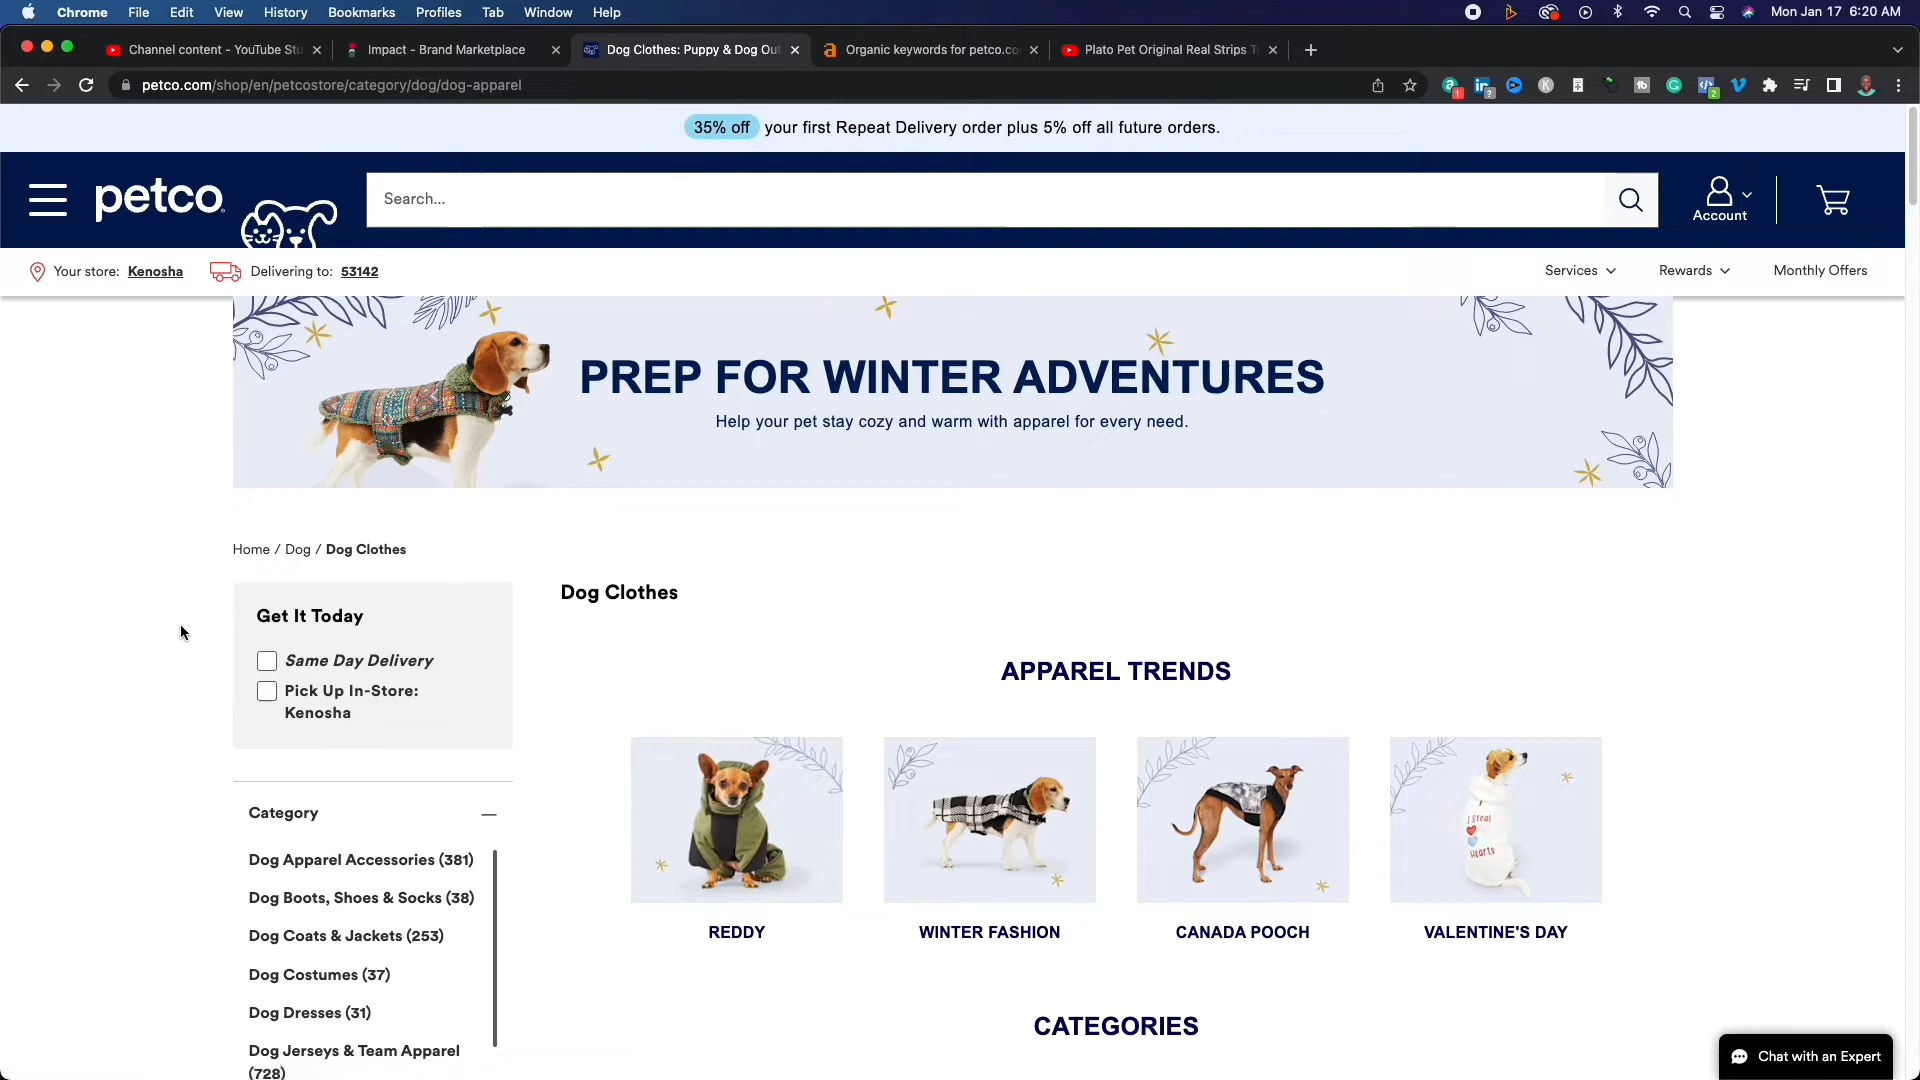 Chrome File Edit View History Bookmarks Profiles Tab Window Help Mon Jan 17 6:20 AM
Channel content - YouTube Stu Impact - Brand Marketplace Dog Clothes: Puppy & Dog Out Organic keywords for petco.co Plato Pet Original Real Strips T
petco.com/shop/en/petcostore/category/dog/dog-apparel
35% off your first Repeat Delivery order plus 5% off all future orders.
petco
Search...
Account
Your store: Kenosha Delivering to: 53142 Services Rewards Monthly Offers
PREP FOR WINTER ADVENTURES
Help your pet stay cozy and warm with apparel for every need.
Home / Dog / Dog Clothes
Get It Today
Same Day Delivery
Pick Up In-Store:
Kenosha
Category
Dog Apparel Accessories (381)
Dog Boots, Shoes & Socks (38)
Dog Coats & Jackets (253)
Dog Costumes (37)
Dog Dresses (31)
Dog Jerseys & Team Apparel
(728)
Dog Clothes
APPAREL TRENDS
I Steal
Hearts
REDDY WINTER FASHION CANADA POOCH VALENTINE'S DAY
CATEGORIES
Chat with an Expert